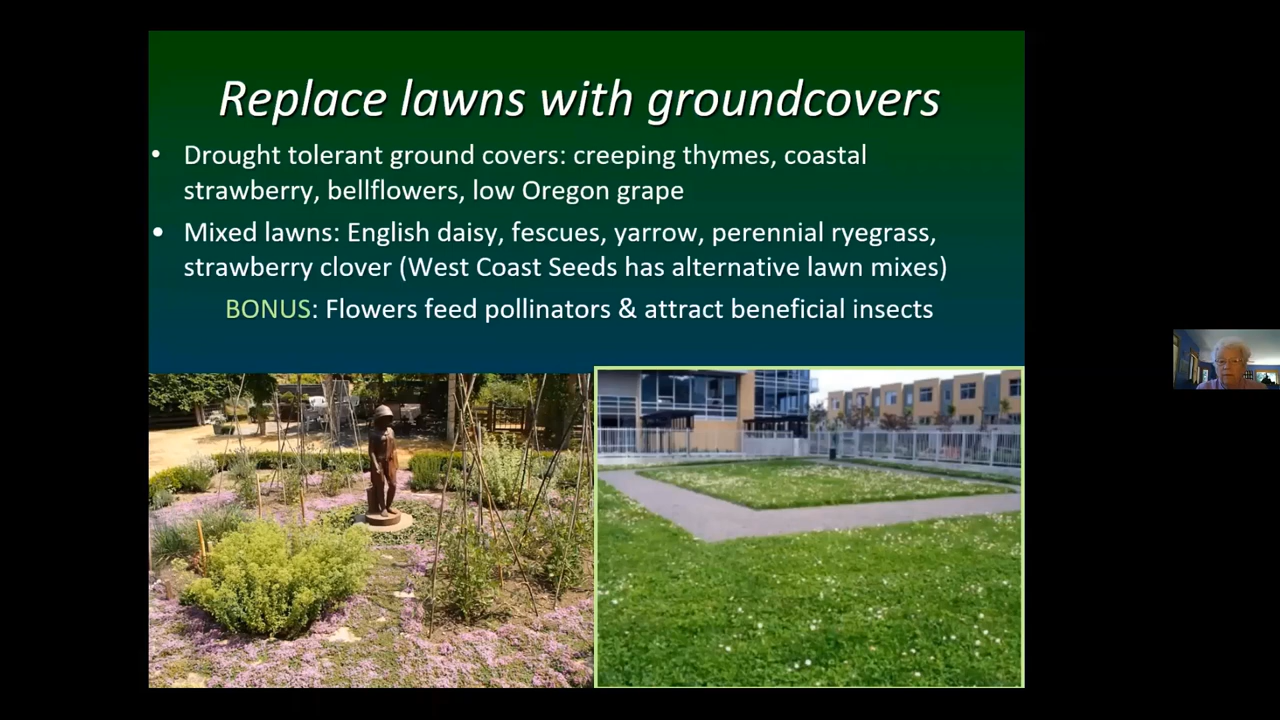 Replace lawns with groundcovers
• Drought tolerant ground covers: creeping thymes, coastal
strawberry, bellflowers, low Oregon grape
• Mixed lawns: English daisy, fescues, yarrow, perennial ryegrass,
strawberry clover (West Coast Seeds has alternative lawn mixes)
BONUS: Flowers feed pollinators & attract beneficial insects